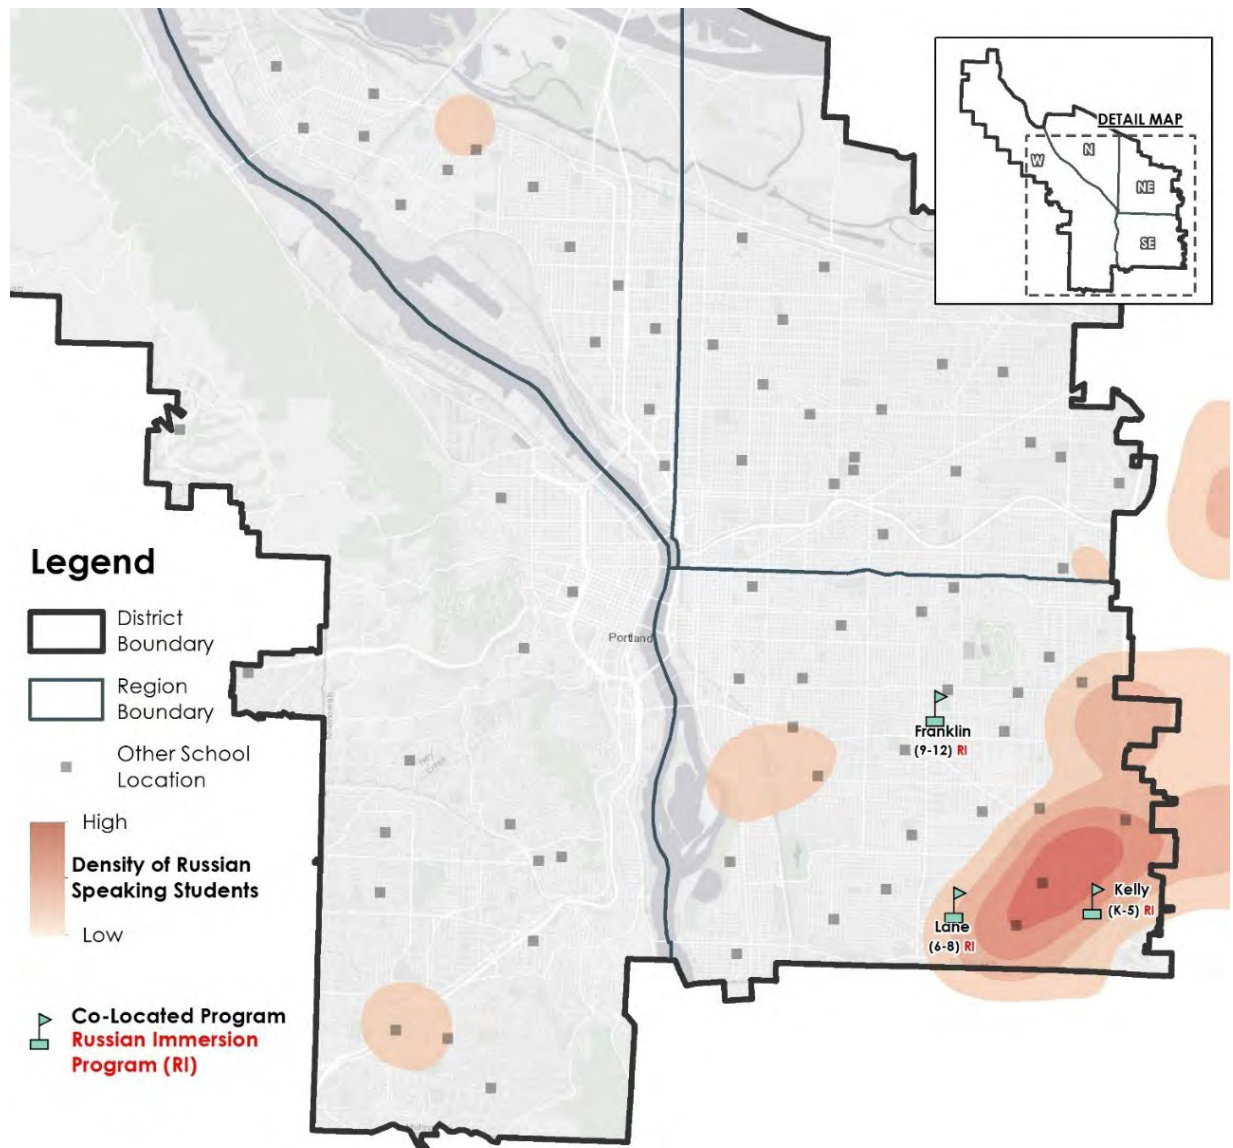 DETAIL MAP
N
W
NE
SE
Legend
District
Boundary
Region
Boundary
Other School
Location
High
Density of Russian
Speaking Students
Low
Co-Located Program
Russian Immersion
Program (RI)
Portland
Franklin
(9-12) RI
Kelly
(K-5) RI
Lane
(6-8) RI